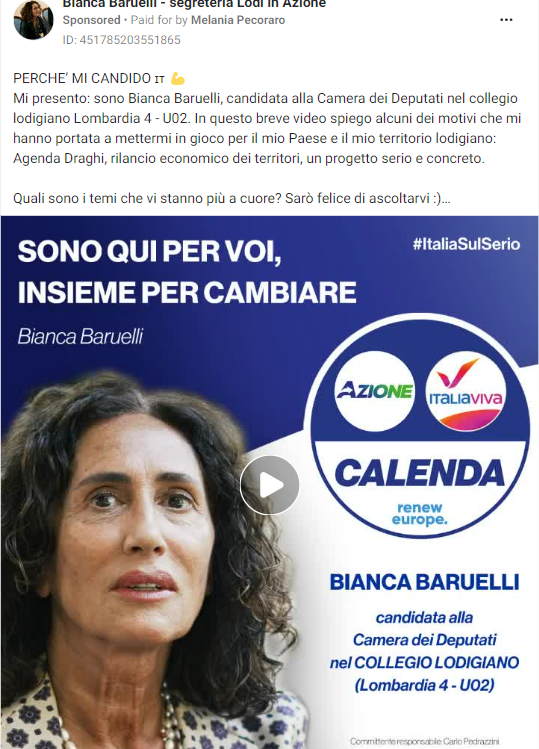 Bianca Baruelli - segreteria Lodi in Azione
Sponsored • Paid for by Melania Pecoraro
ID: 451785203551865
PERCHE’ MI CANDIDO IT 💪
Mi presento: sono Bianca Baruelli, candidata alla Camera dei Deputati nel collegio
lodigiano Lombardia 4 - U02. In questo breve video spiego alcuni dei motivi che mi
hanno portata a mettermi in gioco per il mio Paese e il mio territorio lodigiano:
Agenda Draghi, rilancio economico dei territori, un progetto serio e concreto.
Quali sono i temi che vi stanno più a cuore? Sarò felice di ascoltarvi :)...
SONO QUI PER VOI,
INSIEME PER CAMBIARE
#ItaliaSulSerio
Bianca Baruelli
AZIONE
ITALIAVIVA
CALENDA
renew
europe.
BIANCA BARUELLI
candidata alla
Camera dei Deputati
nel COLLEGIO LODIGIANO
(Lombardia 4 - U02)
Committente responsabile: Carlo Pedrazzini